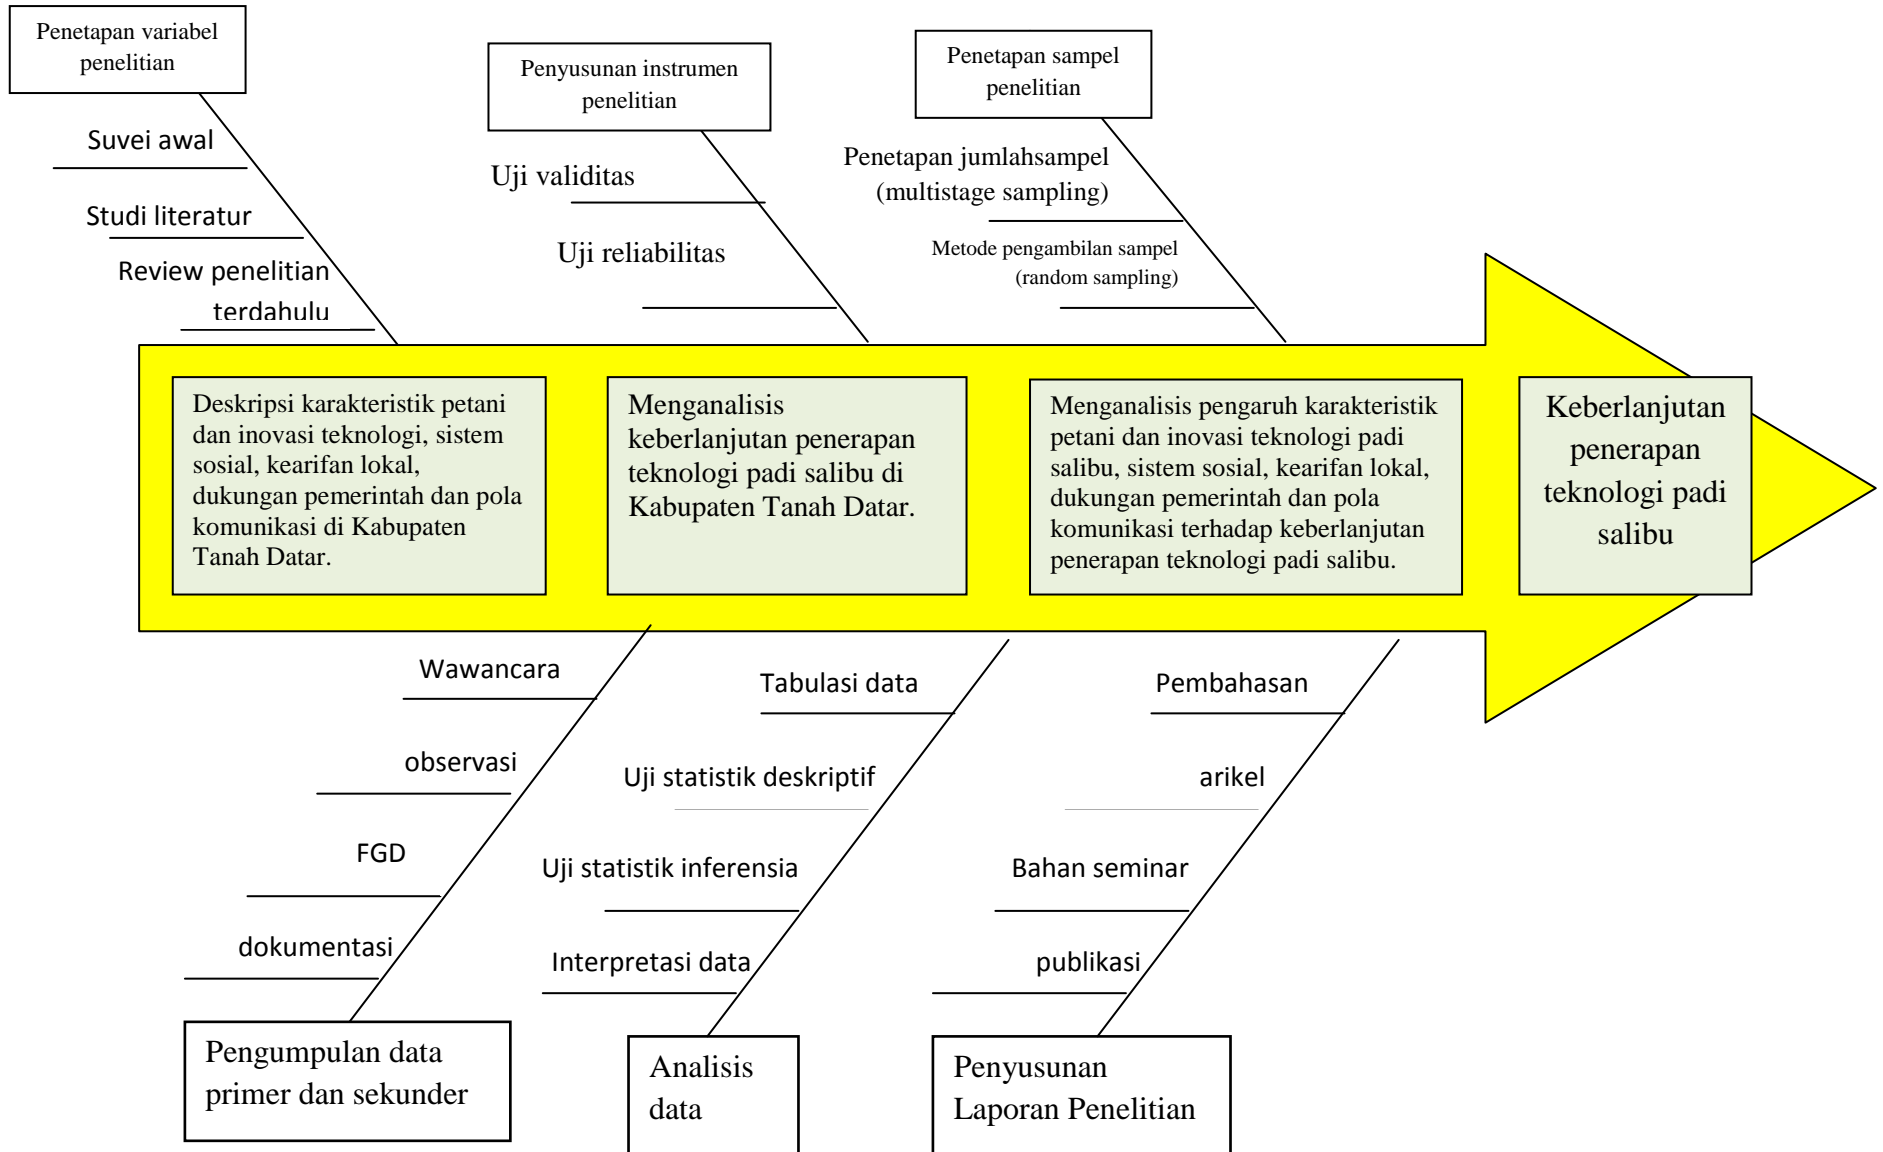 Penetapan variabel
penelitian
Suvei awal
Studi literatur
Review penelitian
terdahulu
Penyusunan instrumen
penelitian
Uji validitas
Uji reliabilitas
Penetapan sampel
penelitian
Penetapan jumlahsampel
(multistage sampling)
Metode pengambilan sampel
(random sampling)
Deskripsi karakteristik petani
dan inovasi teknologi, sistem
sosial, kearifan lokal,
dukungan pemerintah dan pola
komunikasi di Kabupaten
Tanah Datar.
Menganalisis
keberlanjutan penerapan
teknologi padi salibu di
Kabupaten Tanah Datar.
Menganalisis pengaruh karakteristik
petani dan inovasi teknologi padi
salibu, sistem sosial, kearifan lokal,
dukungan pemerintah dan pola
komunikasi terhadap keberlanjutan
penerapan teknologi padi salibu.
Keberlanjutan
penerapan
teknologi padi
salibu
Wawancara
observasi
FGD
dokumentasi
Pengumpulan data
primer dan sekunder
Tabulasi data
Uji statistik deskriptif
Uji statistik inferensia
Interpretasi data
Analisis
data
Pembahasan
arikel
Bahan seminar
publikasi
Penyusunan
Laporan Penelitian